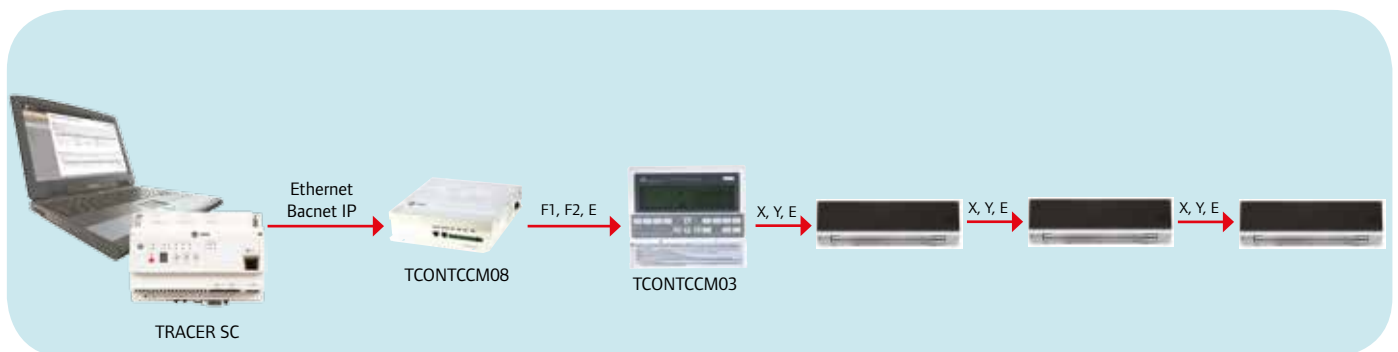 Ethernet
Bacnet IP
F1, F2, E
X, Y, E
X, Y, E
X, Y, E
TCONTCCM08
TCONTCCM03
TRACER SC